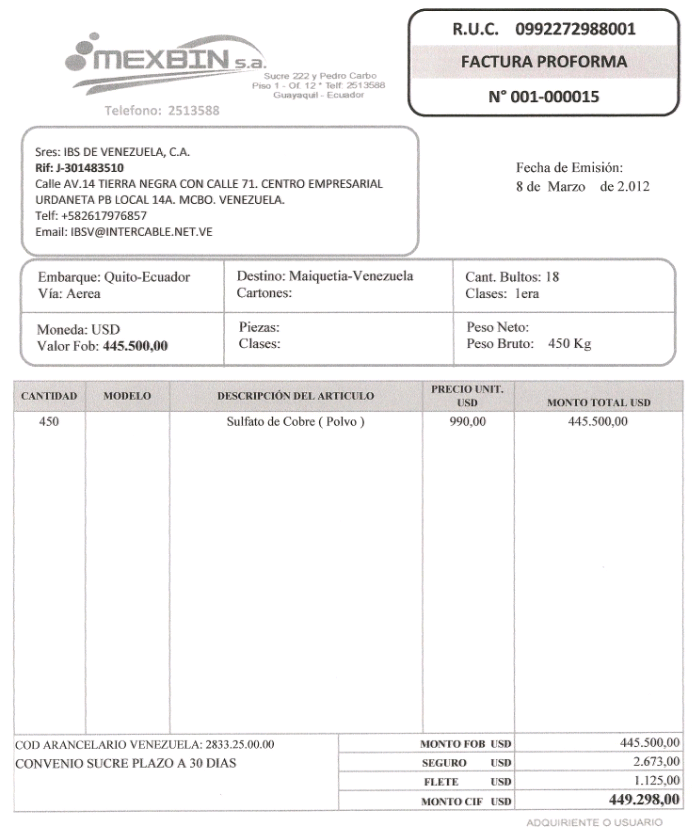 MEXBIN s.a.
Sucre 222 y Pedro Carbo
Piso 1 - Of. 12 * Telf: 2513588
Guayaquil - Ecuador
Telefono: 2513588
R.U.C. 0992272988001
FACTURA PROFORMA
N° 001-000015
Sres: IBS DE VENEZUELA, C.A.
Rif: J-301483510
Calle AV.14 TIERRA NEGRA CON CALLE 71. CENTRO EMPRESARIAL
URDANETA PB LOCAL 14A. MCBO. VENEZUELA.
Telf: +582617976857
Email: IBSV@INTERCABLE.NET.VE
Fecha de Emisión:
8 de Marzo de 2.012
Embarque: Quito-Ecuador
Vía: Aerea
Destino: Maiquetia-Venezuela
Cartones:
Cant. Bultos: 18
Clases: 1era
Moneda: USD
Valor Fob: 445.500,00
Piezas:
Clases:
Peso Neto:
Peso Bruto: 450 Kg
CANTIDAD MODELO DESCRIPCIÓN DEL ARTICULO PRECIO UNIT. USD MONTO TOTAL USD
450 Sulfato de Cobre ( Polvo ) 990,00 445.500,00
COD ARANCELARIO VENEZUELA: 2833.25.00.00
CONVENIO SUCRE PLAZO A 30 DIAS
MONTO FOB USD 445.500,00
SEGURO USD 2.673,00
FLETE USD 1.125,00
MONTO CIF USD 449.298,00
ADQUIRIENTE O USUARIO